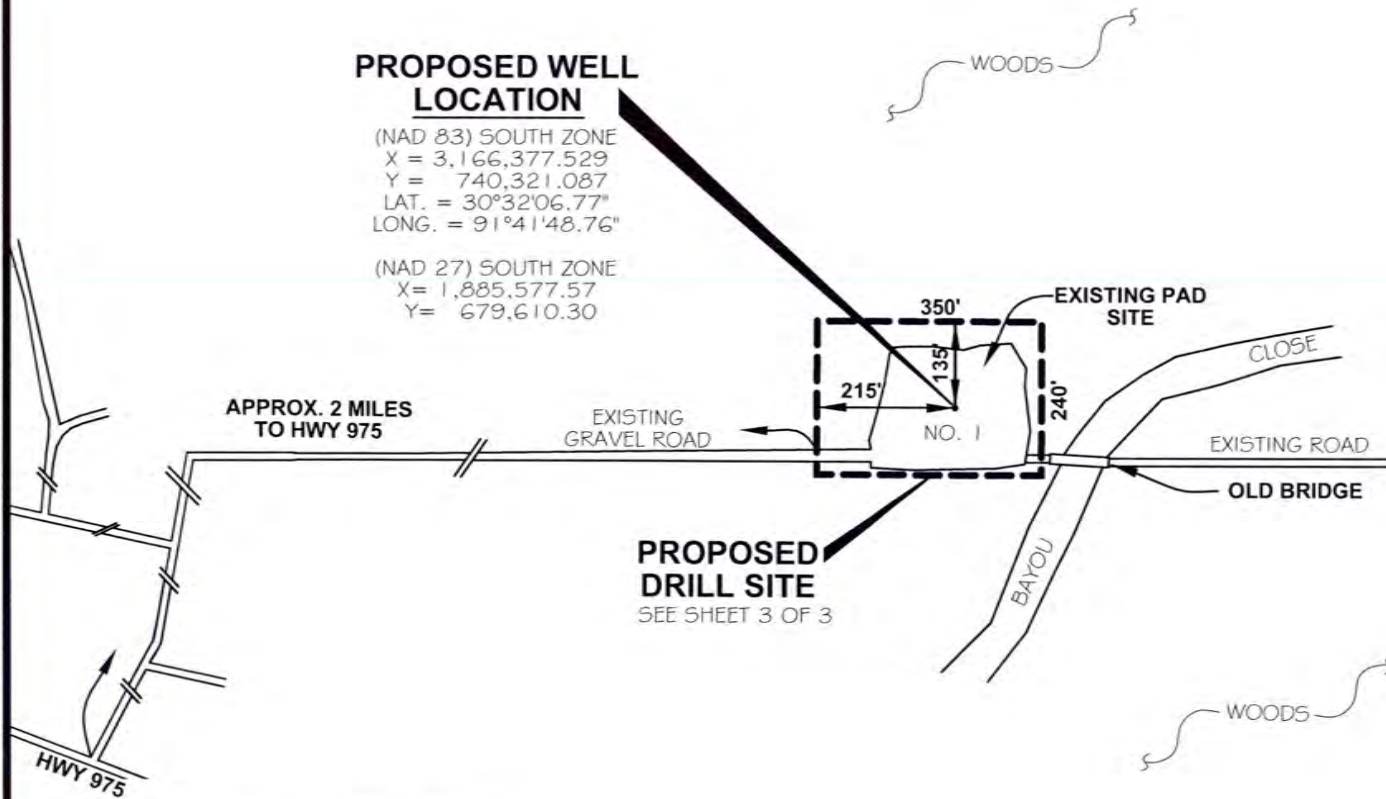 WOODS
PROPOSED WELL
LOCATION
(NAD 83) SOUTH ZONE
X = 3,166,377.529
Y = 740,321.087
LAT. = 30°32'06.77"
LONG. = 91°41'48.76"
(NAD 27) SOUTH ZONE
X= 1,885,577.57
Y= 679,610.30
350'
EXISTING PAD
SITE
135'
215'
240'
NO. 1
CLOSE
BAYOU
APPROX. 2 MILES
TO HWY 975
EXISTING
GRAVEL ROAD
EXISTING ROAD
OLD BRIDGE
PROPOSED
DRILL SITE
SEE SHEET 3 OF 3
WOODS
HWY 975